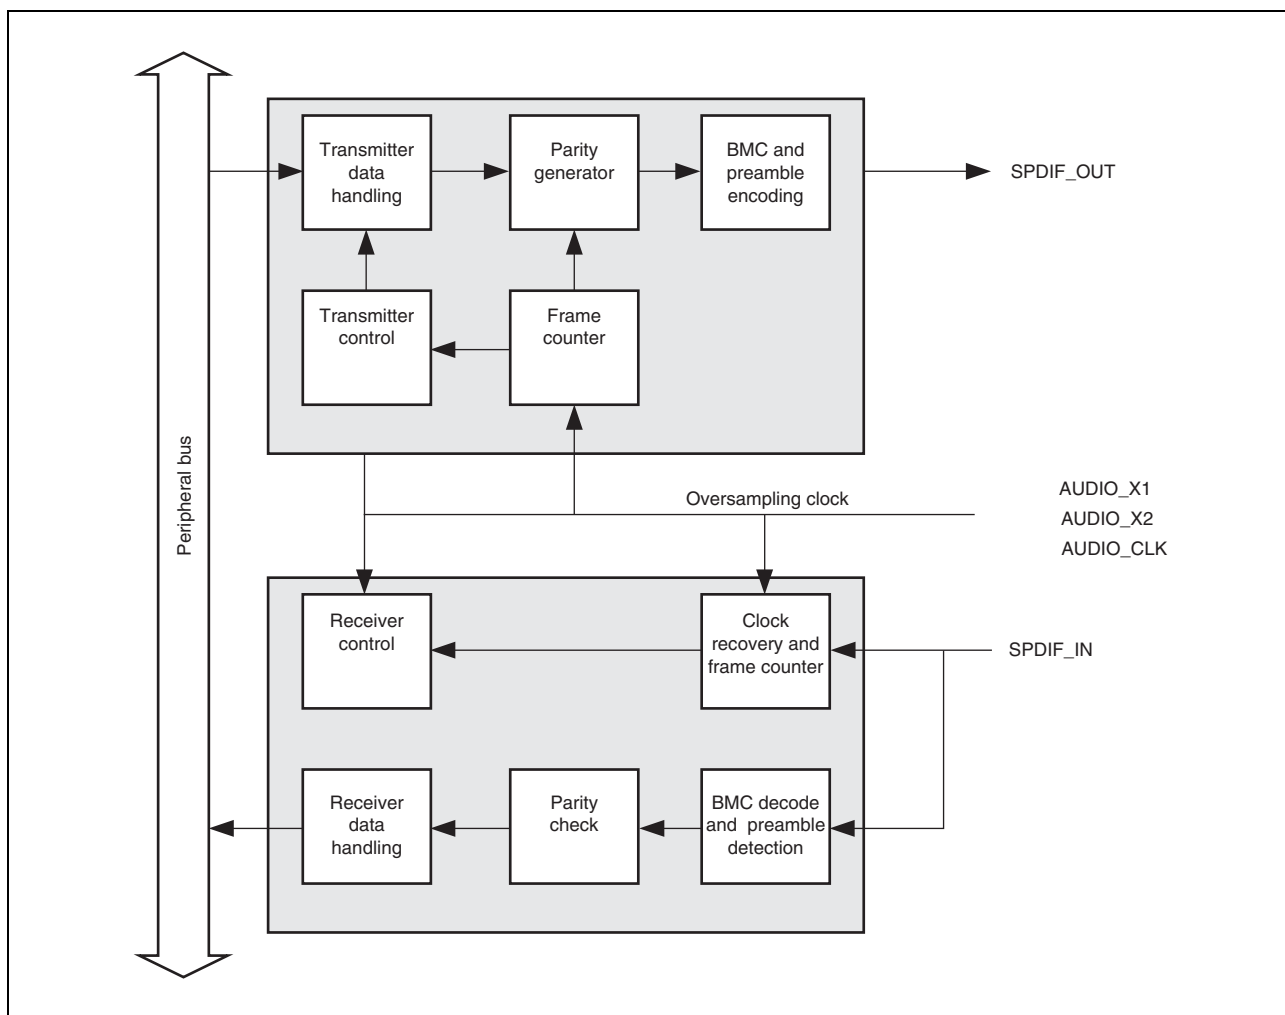 Transmitter
data
handling
Parity
generator
BMC and
preamble
encoding
SPDIF_OUT
Transmitter
control
Frame
counter
Peripheral bus
Oversampling clock
AUDIO_X1
AUDIO_X2
AUDIO_CLK
Receiver
control
Clock
recovery and
frame counter
SPDIF_IN
Receiver
data
handling
Parity
check
BMC decode
and preamble
detection